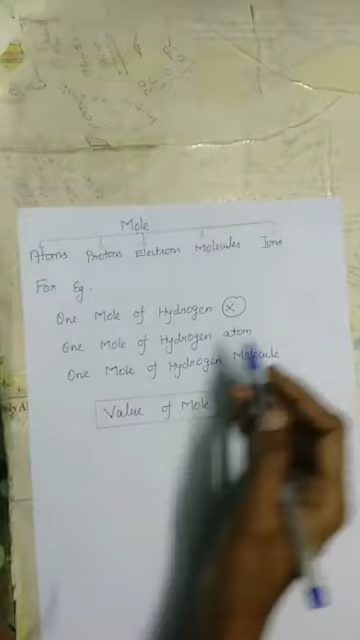 Mole
Atoms Protons Electron Molecules Ions
For Eg.
One Mole of Hydrogen X
One Mole of Hydrogen atom
One Mole of Hydrogen Molecule
Value of Mole